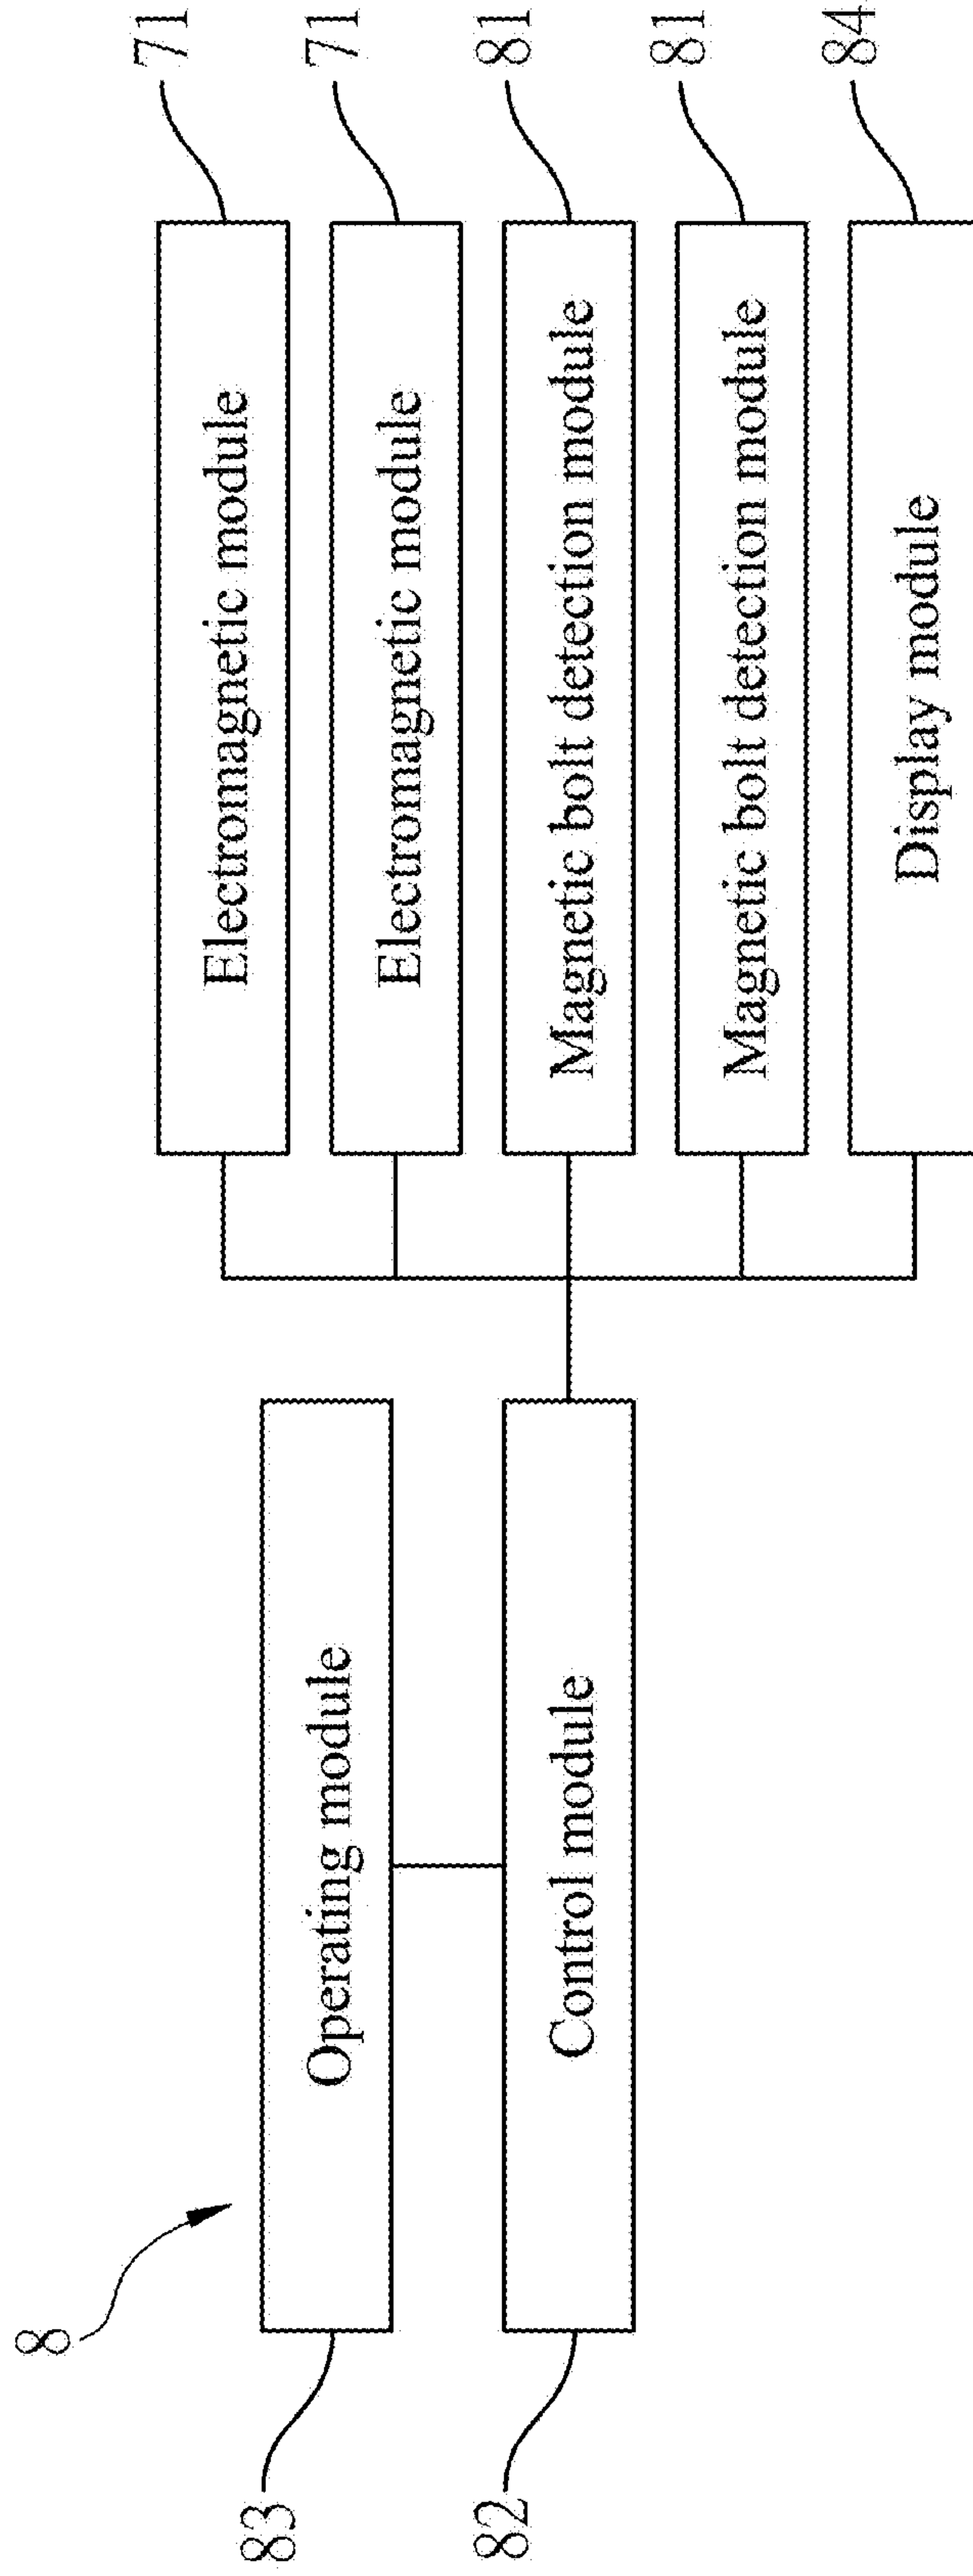 8
83
Operating module
82
Control module
Electromagnetic module
71
Electromagnetic module
71
Magnetic bolt detection module
81
Magnetic bolt detection module
81
Display module
84